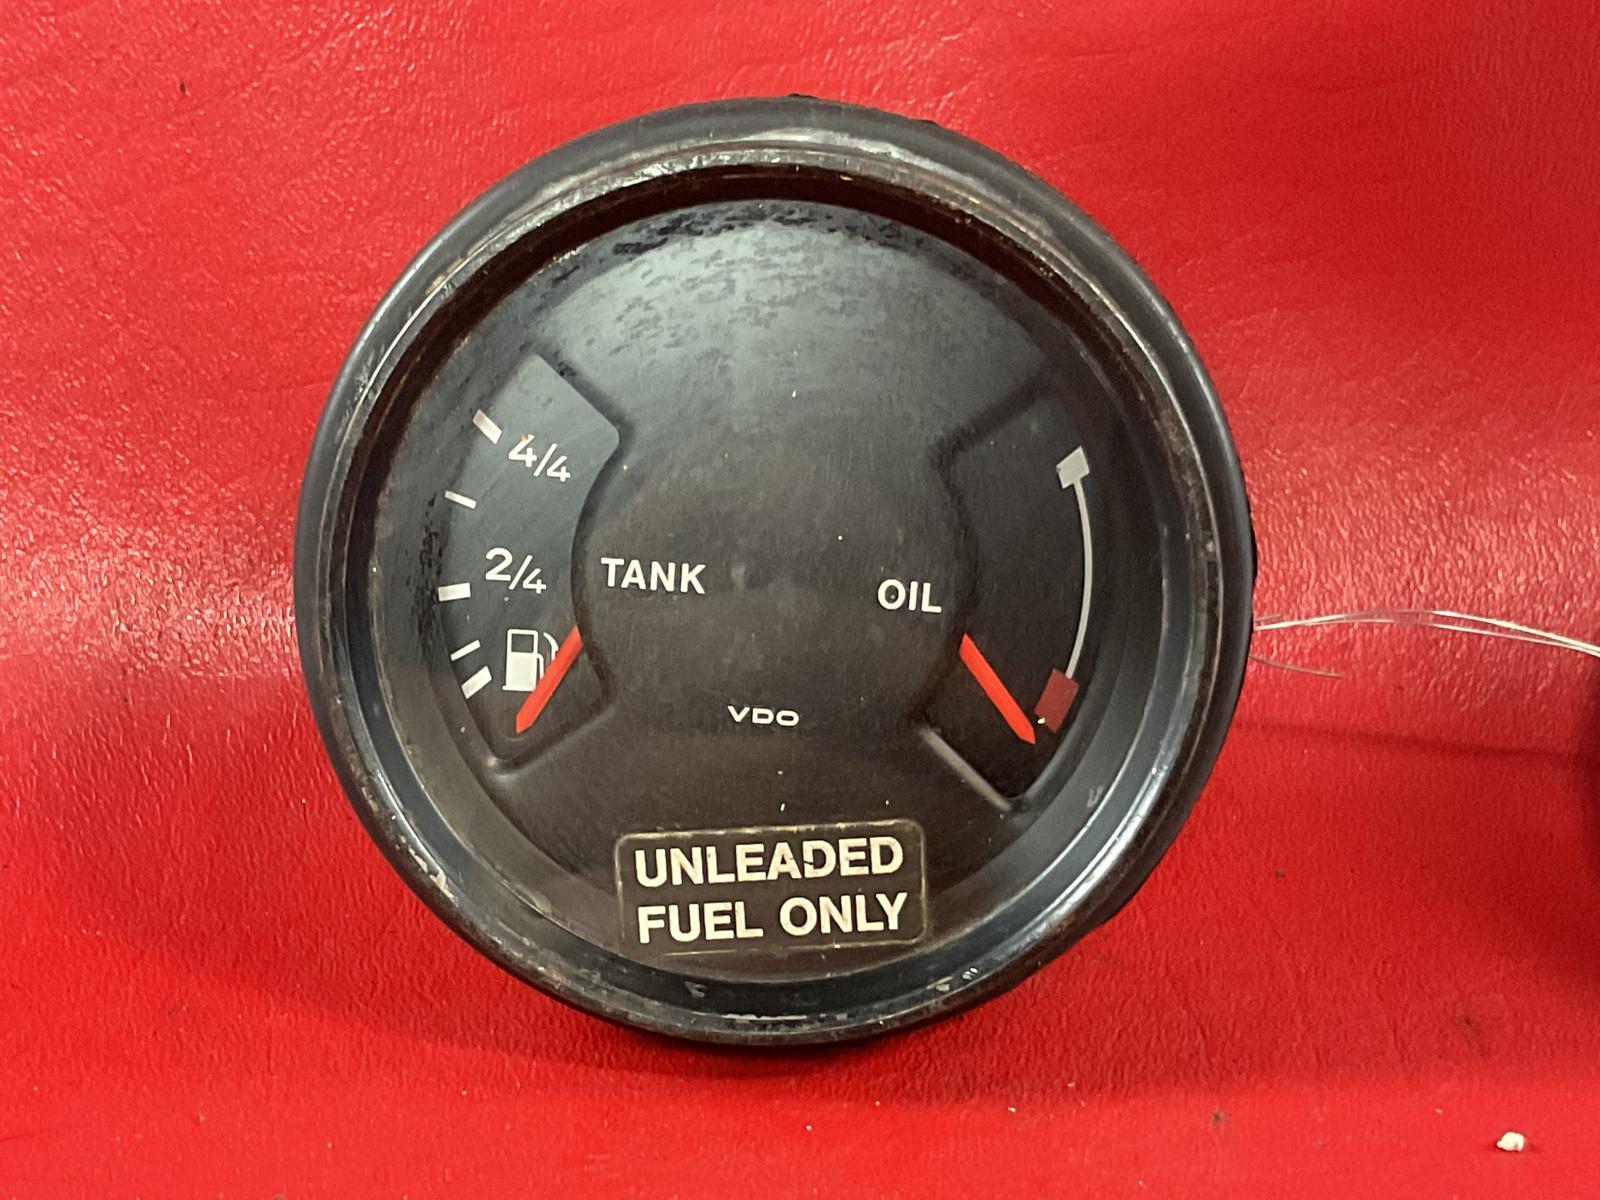 4/4
2/4
TANK
OIL
VDO
UNLEADED
FUEL ONLY